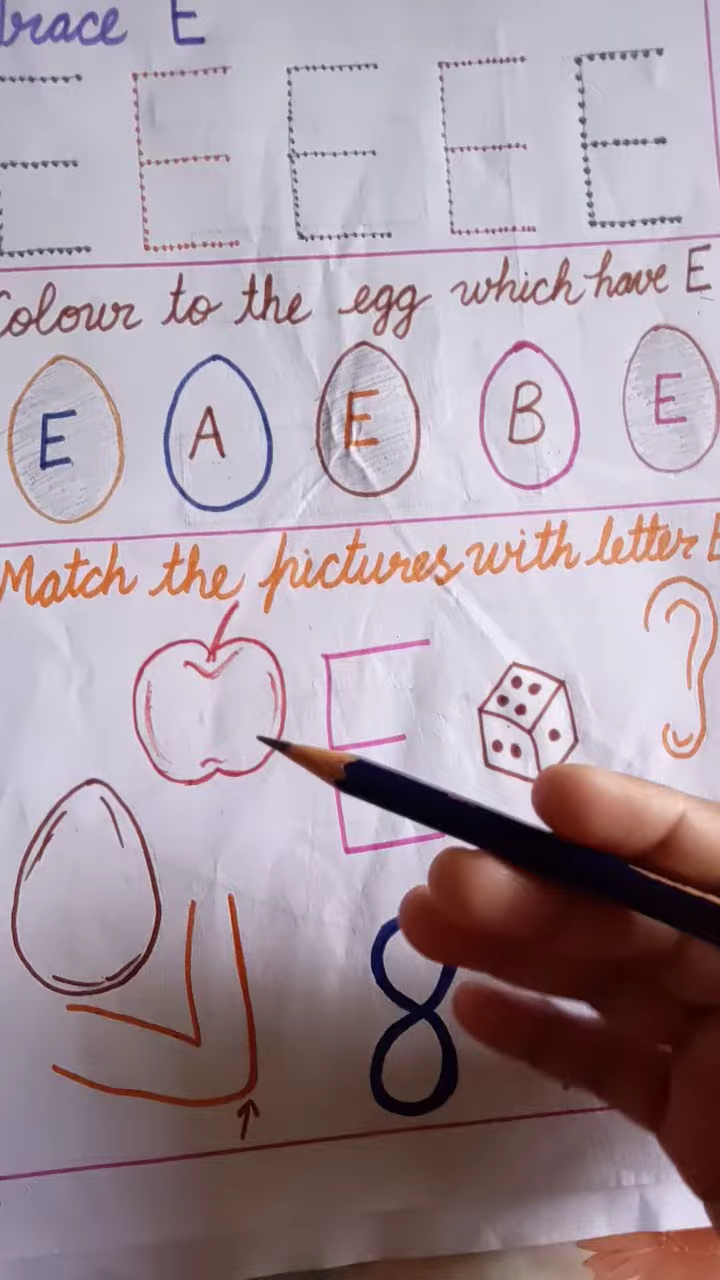 trace E
E E E E E
Colour to the egg which have E
E A E B E
Match the pictures with letter E
E
8